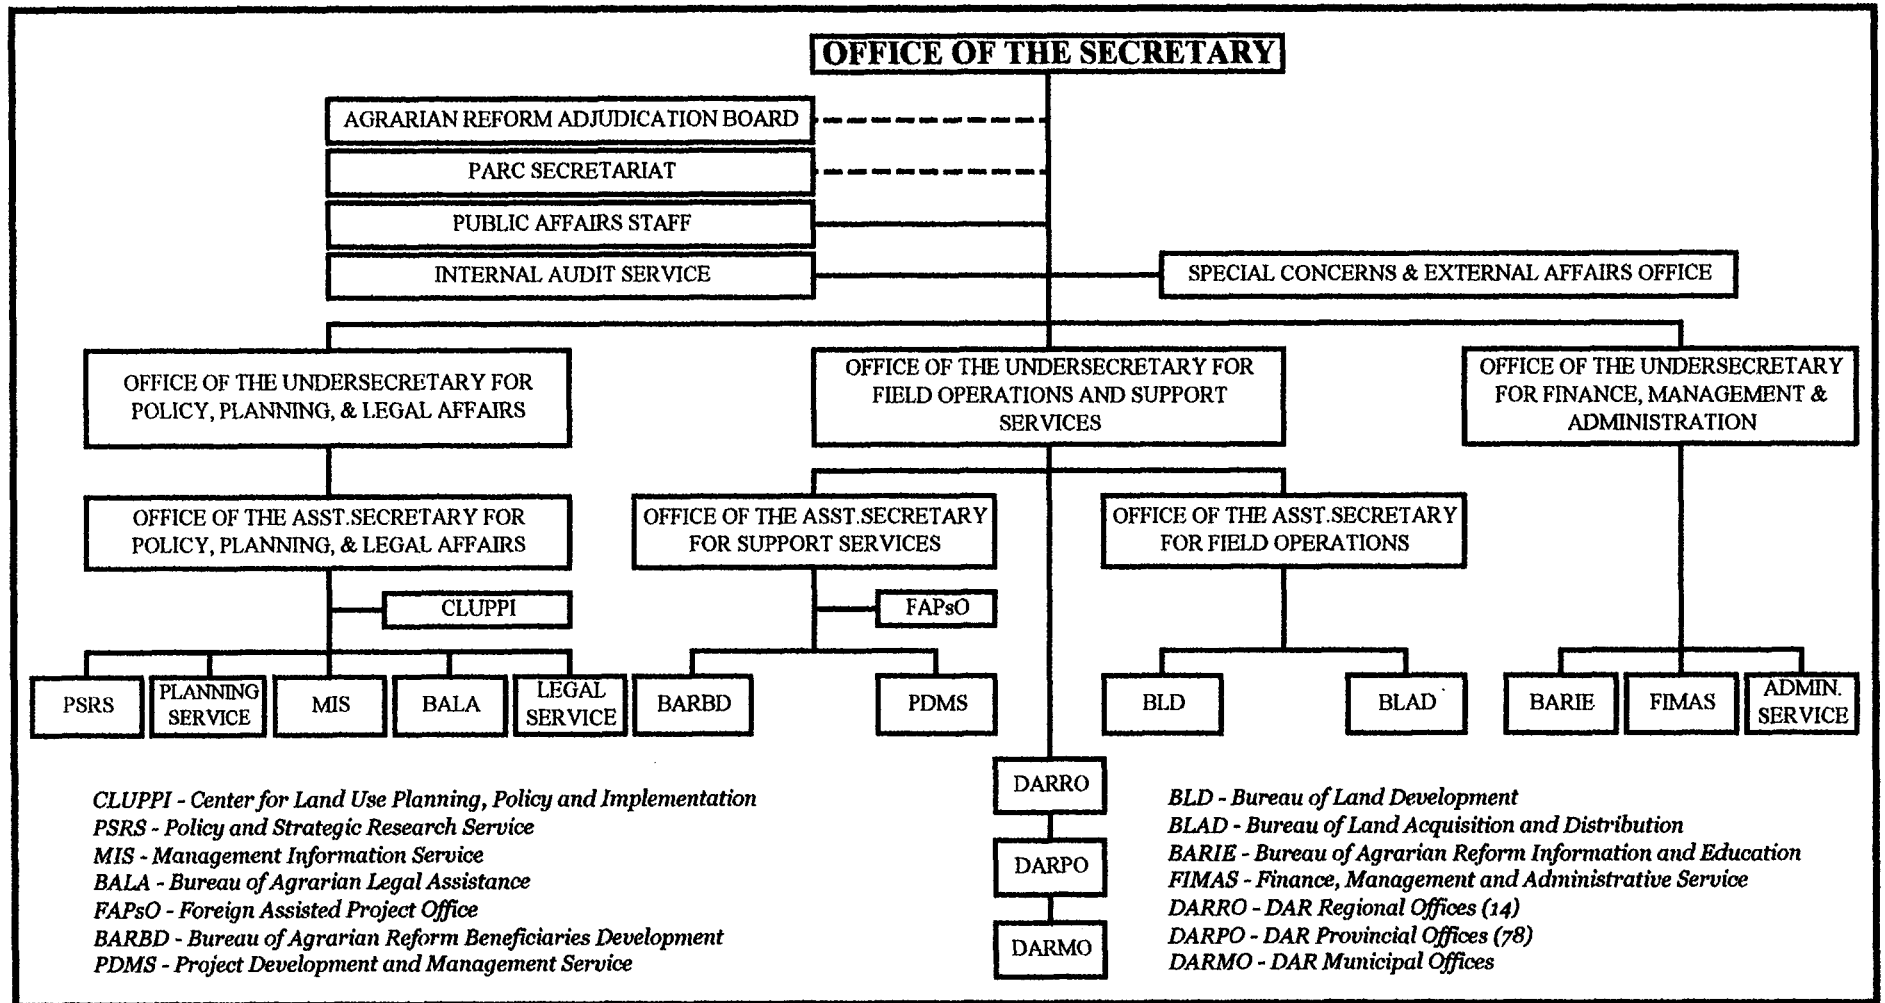 OFFICE OF THE SECRETARY
AGRARIAN REFORM ADJUDICATION BOARD
PARC SECRETARIAT
PUBLIC AFFAIRS STAFF
INTERNAL AUDIT SERVICE
SPECIAL CONCERNS & EXTERNAL AFFAIRS OFFICE
OFFICE OF THE UNDERSECRETARY FOR
POLICY, PLANNING, & LEGAL AFFAIRS
OFFICE OF THE UNDERSECRETARY FOR
FIELD OPERATIONS AND SUPPORT
SERVICES
OFFICE OF THE UNDERSECRETARY
FOR FINANCE, MANAGEMENT &
ADMINISTRATION
OFFICE OF THE ASST.SECRETARY FOR
POLICY, PLANNING, & LEGAL AFFAIRS
OFFICE OF THE ASST.SECRETARY
FOR SUPPORT SERVICES
OFFICE OF THE ASST.SECRETARY
FOR FIELD OPERATIONS
CLUPPI
FAPsO
PSRS
PLANNING
SERVICE
MIS
BALA
LEGAL
SERVICE
BARBD
PDMS
BLD
BLAD
BARIE
FIMAS
ADMIN.
SERVICE
DARRO
DARPO
DARMO
CLUPPI - Center for Land Use Planning, Policy and Implementation
PSRS - Policy and Strategic Research Service
MIS - Management Information Service
BALA - Bureau of Agrarian Legal Assistance
FAPsO - Foreign Assisted Project Office
BARBD - Bureau of Agrarian Reform Beneficiaries Development
PDMS - Project Development and Management Service
BLD - Bureau of Land Development
BLAD - Bureau of Land Acquisition and Distribution
BARIE - Bureau of Agrarian Reform Information and Education
FIMAS - Finance, Management and Administrative Service
DARRO - DAR Regional Offices (14)
DARPO - DAR Provincial Offices (78)
DARMO - DAR Municipal Offices